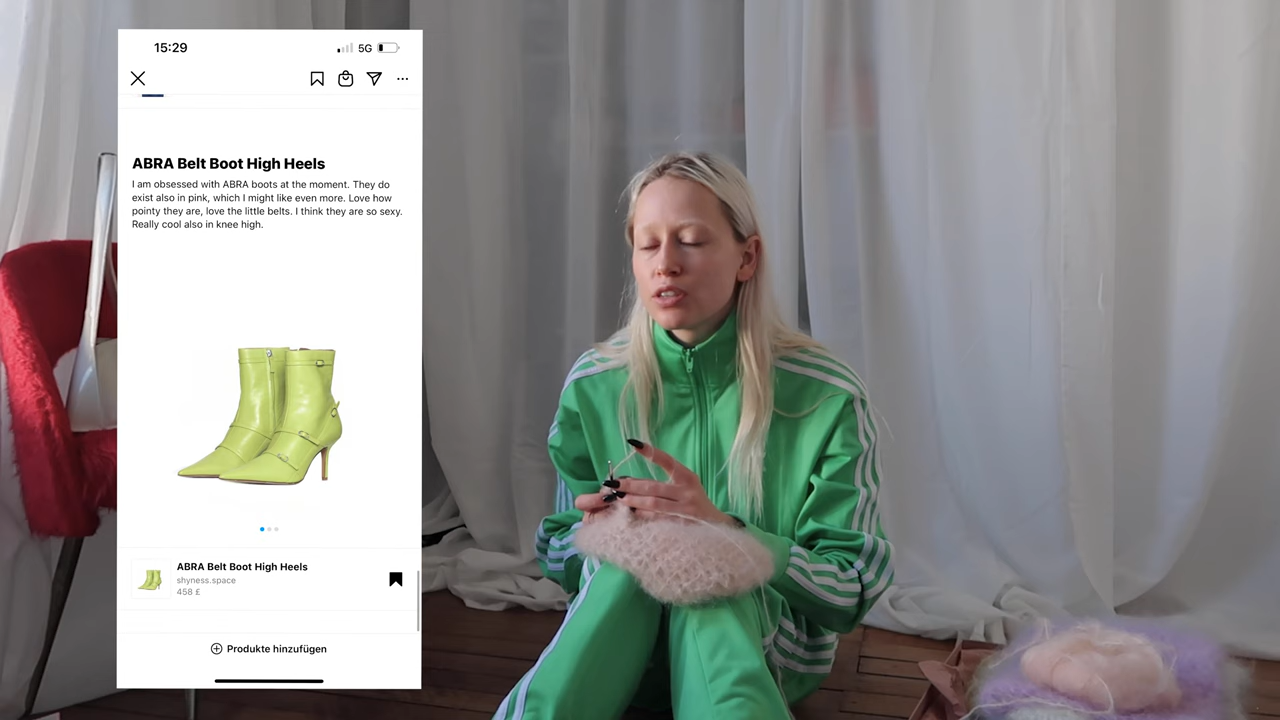 15:29
5G
ABRA Belt Boot High Heels
I am obsessed with ABRA boots at the moment. They do
exist also in pink, which I might like even more. Love how
pointy they are, love the little belts. I think they are so sexy.
Really cool also in knee high.
ABRA Belt Boot High Heels
shyness.space
458 £
Produkte hinzufügen